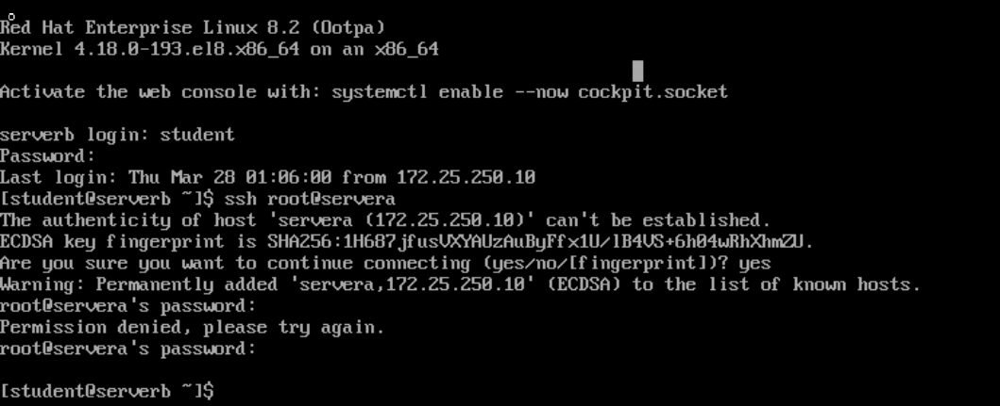 Red Hat Enterprise Linux 8.2 (Ootpa)
Kernel 4.18.0-193.el8.x86_64 on an x86_64
Activate the web console with: systemctl enable --now cockpit.socket
serverb login: student
Password:
Last login: Thu Mar 28 01:06:00 from 172.25.250.10
[student@serverb ~]$ ssh root@servera
The authenticity of host 'servera (172.25.250.10)' can't be established.
ECDSA key fingerprint is SHA256:1H687jfusVXYAUzAuByFfx1U/lB4VS+6h04wRhXhmZU.
Are you sure you want to continue connecting (yes/no/[fingerprint])? yes
Warning: Permanently added 'servera,172.25.250.10' (ECDSA) to the list of known hosts.
root@servera's password:
Permission denied, please try again.
root@servera's password:
[student@serverb ~]$